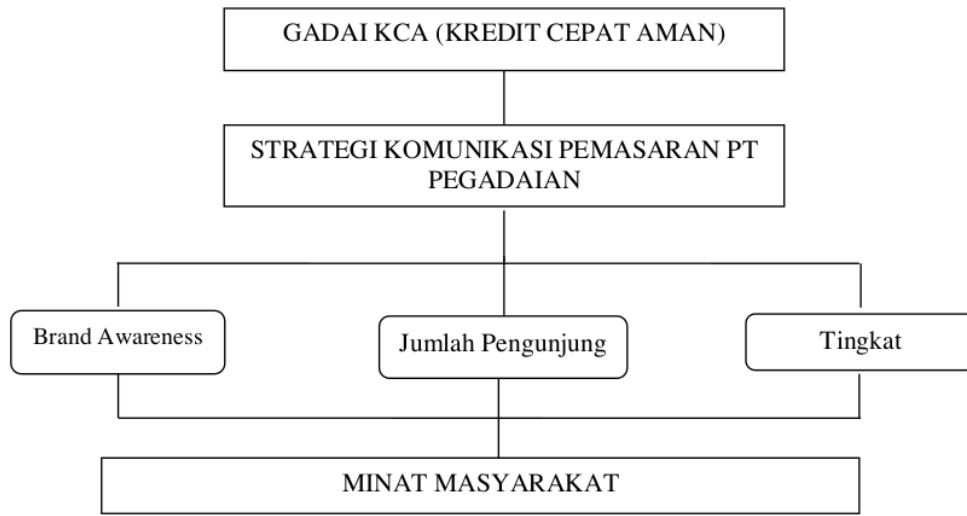 GADAI KCA (KREDIT CEPAT AMAN)
STRATEGI KOMUNIKASI PEMASARAN PT
PEGADAIAN
Brand Awareness
Jumlah Pengunjung
Tingkat
MINAT MASYARAKAT